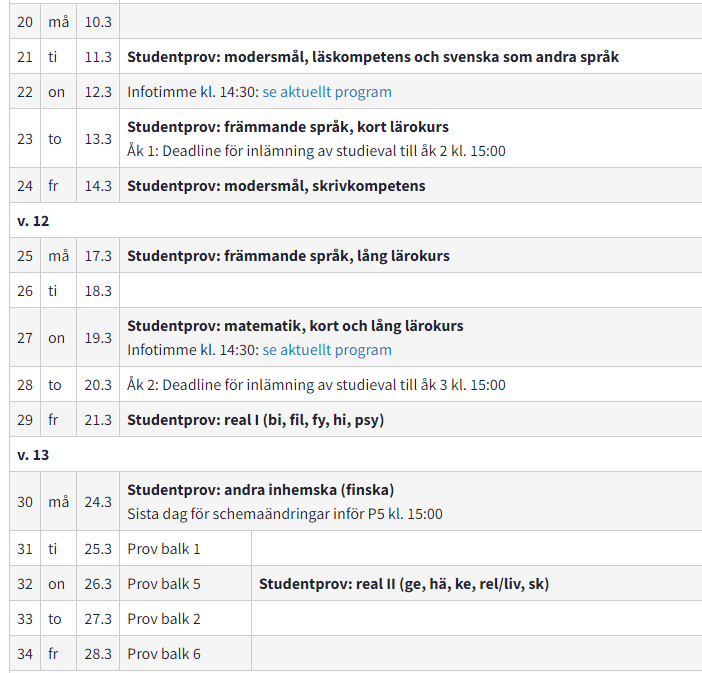 20 må 10.3
21 ti 11.3 Studentprov: modersmål, läskompetens och svenska som andra språk
22 on 12.3 Infotimme kl. 14:30: se aktuellt program
23 to 13.3 Studentprov: främmande språk, kort lärokurs
Åk 1: Deadline för inlämning av studieval till åk 2 kl. 15:00
24 fr 14.3 Studentprov: modersmål, skrivkompetens
v. 12
25 må 17.3 Studentprov: främmande språk, lång lärokurs
26 ti 18.3
27 on 19.3 Studentprov: matematik, kort och lång lärokurs
Infotimme kl. 14:30: se aktuellt program
28 to 20.3 Åk 2: Deadline för inlämning av studieval till åk 3 kl. 15:00
29 fr 21.3 Studentprov: real I (bi, fil, fy, hi, psy)
v. 13
30 må 24.3 Studentprov: andra inhemska (finska)
Sista dag för schemaändringar inför P5 kl. 15:00
31 ti 25.3 Prov balk 1
32 on 26.3 Prov balk 5 Studentprov: real II (ge, hä, ke, rel/liv, sk)
33 to 27.3 Prov balk 2
34 fr 28.3 Prov balk 6